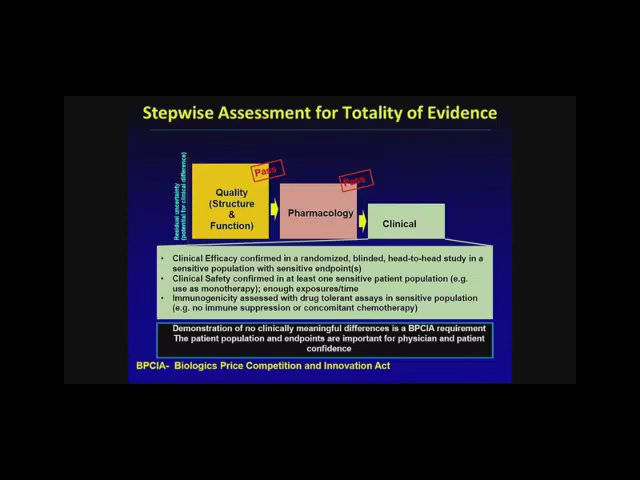 Stepwise Assessment for Totality of Evidence
Residual uncertainty
(potential for clinical difference)
Quality
(Structure
&
Function)
Pass
Pharmacology
Pass
Clinical
• Clinical Efficacy confirmed in a randomized, blinded, head-to-head study in a
sensitive population with sensitive endpoint(s)
• Clinical Safety confirmed in at least one sensitive patient population (e.g.
use as monotherapy); enough exposures/time
• Immunogenicity assessed with drug tolerant assays in sensitive population
(e.g. no immune suppression or concomitant chemotherapy)
Demonstration of no clinically meaningful differences is a BPCIA requirement
The patient population and endpoints are important for physician and patient
confidence
BPCIA- Biologics Price Competition and Innovation Act